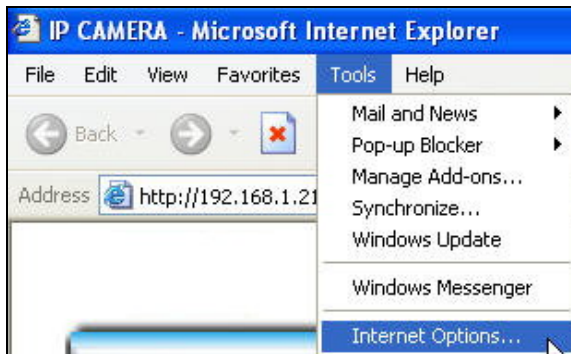 IP CAMERA - Microsoft Internet Explorer
File Edit View Favorites Tools Help
Back
Address http://192.168.1.21
Mail and News
Pop-up Blocker
Manage Add-ons...
Synchronize...
Windows Update
Windows Messenger
Internet Options...